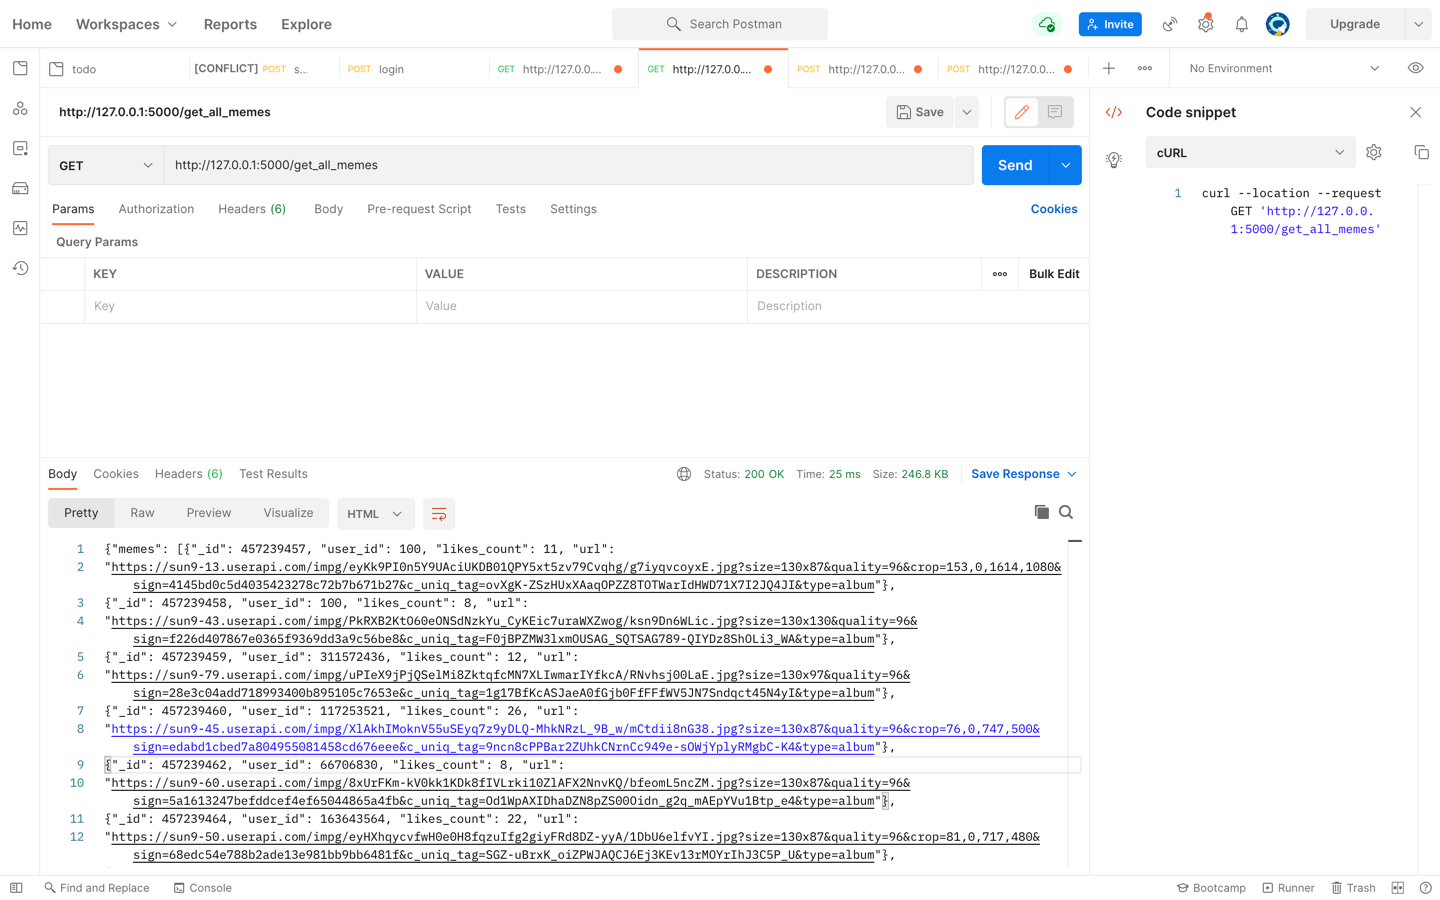 Home Workspaces Reports Explore Search Postman Invite Upgrade
todo [CONFLICT] POST s... POST login GET http://127.0.0.... GET http://127.0.0... POST http://127.0.0... POST http://127.0.0... No Environment
http://127.0.0.1:5000/get_all_memes Save Code snippet
GET http://127.0.0.1:5000/get_all_memes Send cURL
Params Authorization Headers (6) Body Pre-request Script Tests Settings Cookies
1 curl --location --request
GET 'http://127.0.0.
1:5000/get_all_memes'
Query Params
KEY VALUE DESCRIPTION Bulk Edit
Key Value Description
Body Cookies Headers (6) Test Results Status: 200 OK Time: 25 ms Size: 246.8 KB Save Response
Pretty Raw Preview Visualize HTML
1 {"memes": [{"_id": 457239457, "user_id": 100, "likes_count": 11, "url":
2 "https://sun9-13.userapi.com/impg/eyKk9PI0n5Y9UAciUKDB01QPY5xt5zv79Cvqhg/g7iyqvcoyxE.jpg?size=130x87&quality=96&crop=153,0,1614,1080&
sign=4145bd0c5d4035423278c72b7b671b27&c_uniq_tag=ovXgK-ZSzHUxXAaqOPZZ8TOTWarIdHWD71X7I2JQ4JI&type=album"},
3 {"_id": 457239458, "user_id": 100, "likes_count": 8, "url":
4 "https://sun9-43.userapi.com/impg/PkRXB2KtO60eONSdNzkYu_CyKEic7uraWXZwog/ksn9Dn6WLic.jpg?size=130x130&quality=96&
sign=f226d407867e0365f9369dd3a9c56be8&c_uniq_tag=F0jBPZMW3lxmOUSAG_SQTSAG789-QIYDz8ShOLi3_WA&type=album"},
5 {"_id": 457239459, "user_id": 311572436, "likes_count": 12, "url":
6 "https://sun9-79.userapi.com/impg/uPIeX9jPjQSelMi8ZktqfcMN7XLIwmarIYfkcA/RNvhsj00LaE.jpg?size=130x97&quality=96&
sign=28e3c04add718993400b895105c7653e&c_uniq_tag=1g17BfKcASJaeA0fGjb0FfFFfWV5JN7Sndqct45N4yI&type=album"},
7 {"_id": 457239460, "user_id": 117253521, "likes_count": 26, "url":
8 "https://sun9-45.userapi.com/impg/XlAkhIMoknV55uSEyq7z9yDLQ-MhkNRzL_9B_w/mCtdii8nG38.jpg?size=130x87&quality=96&crop=76,0,747,500&
sign=edabd1cbed7a804955081458cd676eee&c_uniq_tag=9ncn8cPPBar2ZUhkCNrnCc949e-sOWjYplyRMgbC-K4&type=album"},
9 {"_id": 457239462, "user_id": 66706830, "likes_count": 8, "url":
10 "https://sun9-60.userapi.com/impg/8xUrFKm-kV0kk1KDk8fIVLrki10ZlAFX2NnvKQ/bfeomL5ncZM.jpg?size=130x87&quality=96&
sign=5a1613247befddcef4ef65044865a4fb&c_uniq_tag=Od1WpAXIDhaDZN8pZS00Oidn_g2q_mAEpYVu1Btp_e4&type=album"},
11 {"_id": 457239464, "user_id": 163643564, "likes_count": 22, "url":
12 "https://sun9-50.userapi.com/impg/eyHXhqycvfwH0e0H8fqzuIfg2giyFRd8DZ-yyA/1DbU6elfvYI.jpg?size=130x87&quality=96&crop=81,0,717,480&
sign=68edc54e788b2ade13e981bb9bb6481f&c_uniq_tag=SGZ-uBrxK_oiZPWJAQCJ6Ej3KEv13rMOYrIhJ3C5P_U&type=album"},
Find and Replace Console Bootcamp Runner Trash